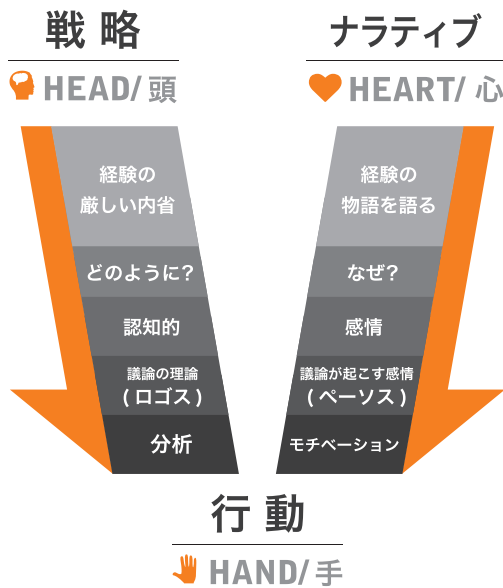 戦略
HEAD/頭
経験の
厳しい内省
どのように？
認知的
議論の理論
(ロゴス)
分析
ナラティブ
HEART/心
経験の
物語を語る
なぜ？
感情
議論が起こす感情
(ペーソス)
モチベーション
行動
HAND/手